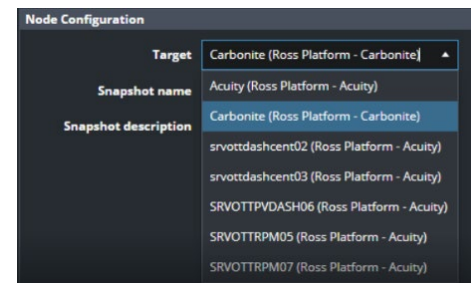 Node Configuration
Target Carbonite (Ross Platform - Carbonite)
Snapshot name Acuity (Ross Platform - Acuity)
Carbonite (Ross Platform - Carbonite)
Snapshot description
srvottdashcent02 (Ross Platform - Acuity)
srvottdashcent03 (Ross Platform - Acuity)
SRVOTTPVDASH06 (Ross Platform - Acuity)
SRVOTTRPM05 (Ross Platform - Acuity)
SRVOTTRPM07 (Ross Platform - Acuity)